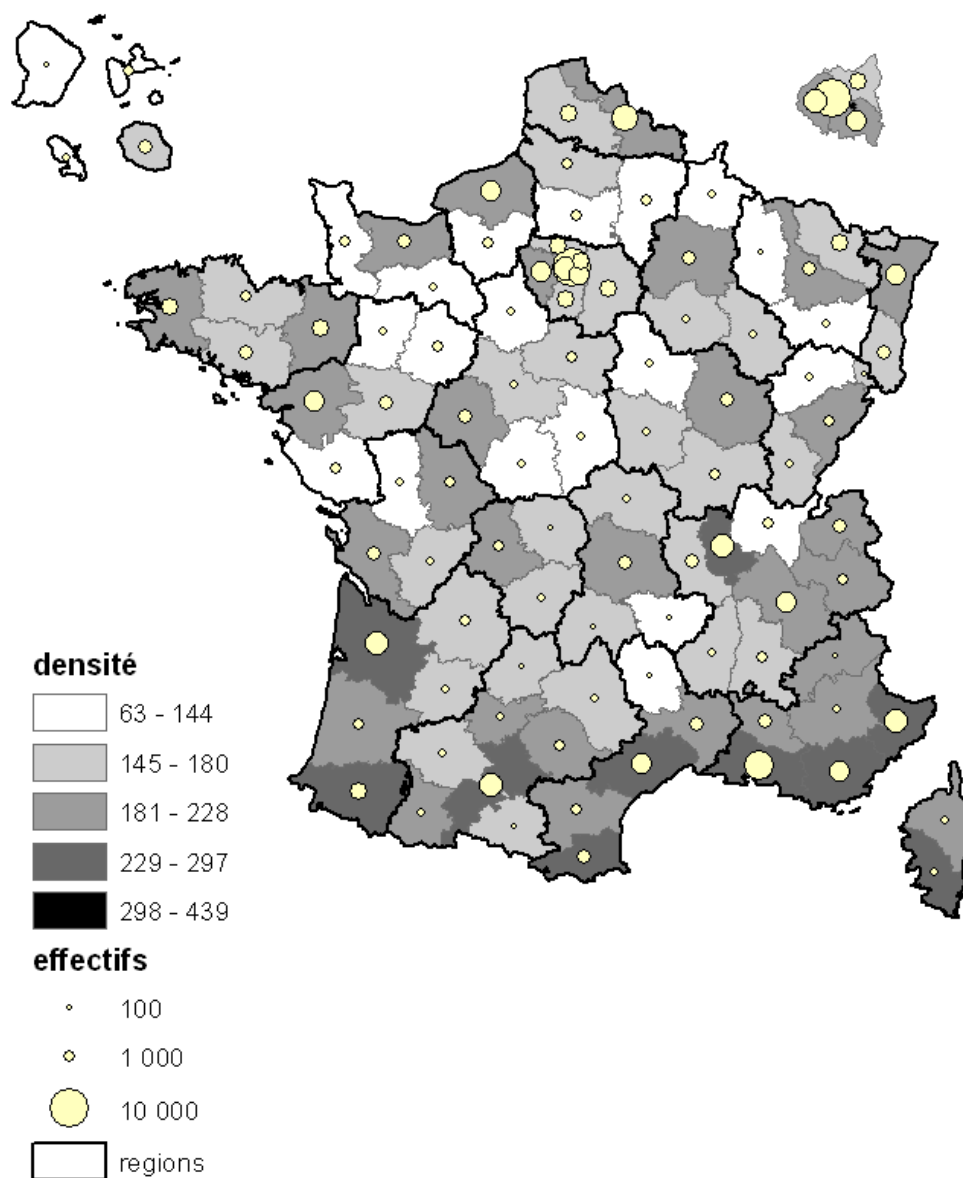 densité
63 - 144
145 - 180
181 - 228
229 - 297
298 - 439
effectifs
100
1 000
10 000
regions